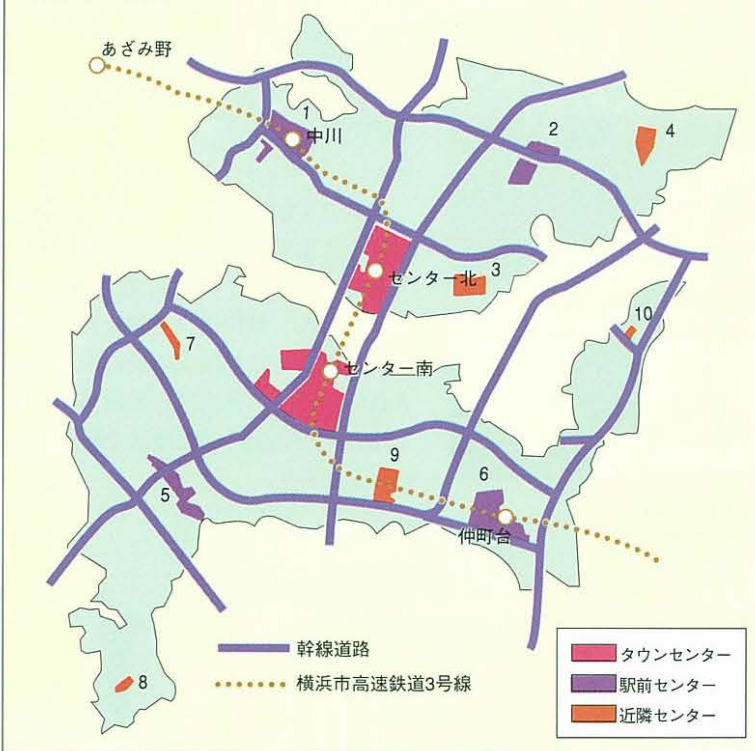 あざみ野
1
中川
2
4
センター北
3
10
7
センター南
9
6
5
仲町台
8
幹線道路
横浜市高速鉄道3号線
タウンセンター
駅前センター
近隣センター